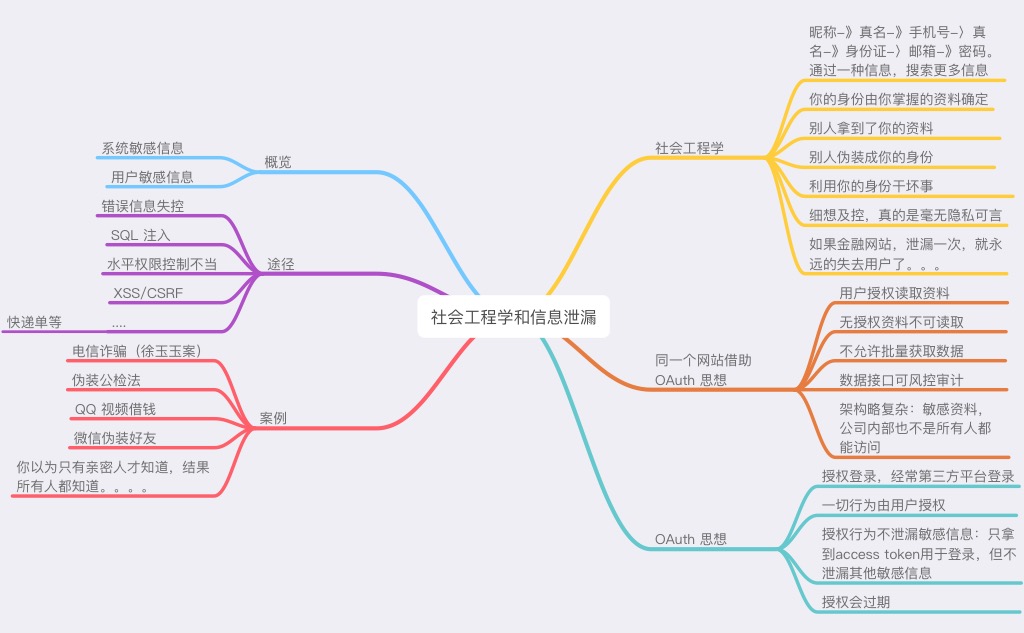 社会工程学和信息泄漏
概览
系统敏感信息
用户敏感信息
途径
错误信息失控
SQL 注入
水平权限控制不当
XSS/CSRF
....
快递单等
案例
电信诈骗（徐玉玉案）
伪装公检法
QQ 视频借钱
微信伪装好友
你以为只有亲密人才知道，结果
所有人都知道。。。。
社会工程学
昵称-》真名-》手机号-〉真
名-》身份证-〉邮箱-》密码。
通过一种信息，搜索更多信息
你的身份由你掌握的资料确定
别人拿到了你的资料
别人伪装成你的身份
利用你的身份干坏事
细想及控，真的是毫无隐私可言
如果金融网站，泄漏一次，就永
远的失去用户了。。。
同一个网站借助
OAuth 思想
用户授权读取资料
无授权资料不可读取
不允许批量获取数据
数据接口可风控审计
架构略复杂：敏感资料，
公司内部也不是所有人都
能访问
OAuth 思想
授权登录，经常第三方平台登录
一切行为由用户授权
授权行为不泄漏敏感信息：只拿
到access token用于登录，但不
泄漏其他敏感信息
授权会过期